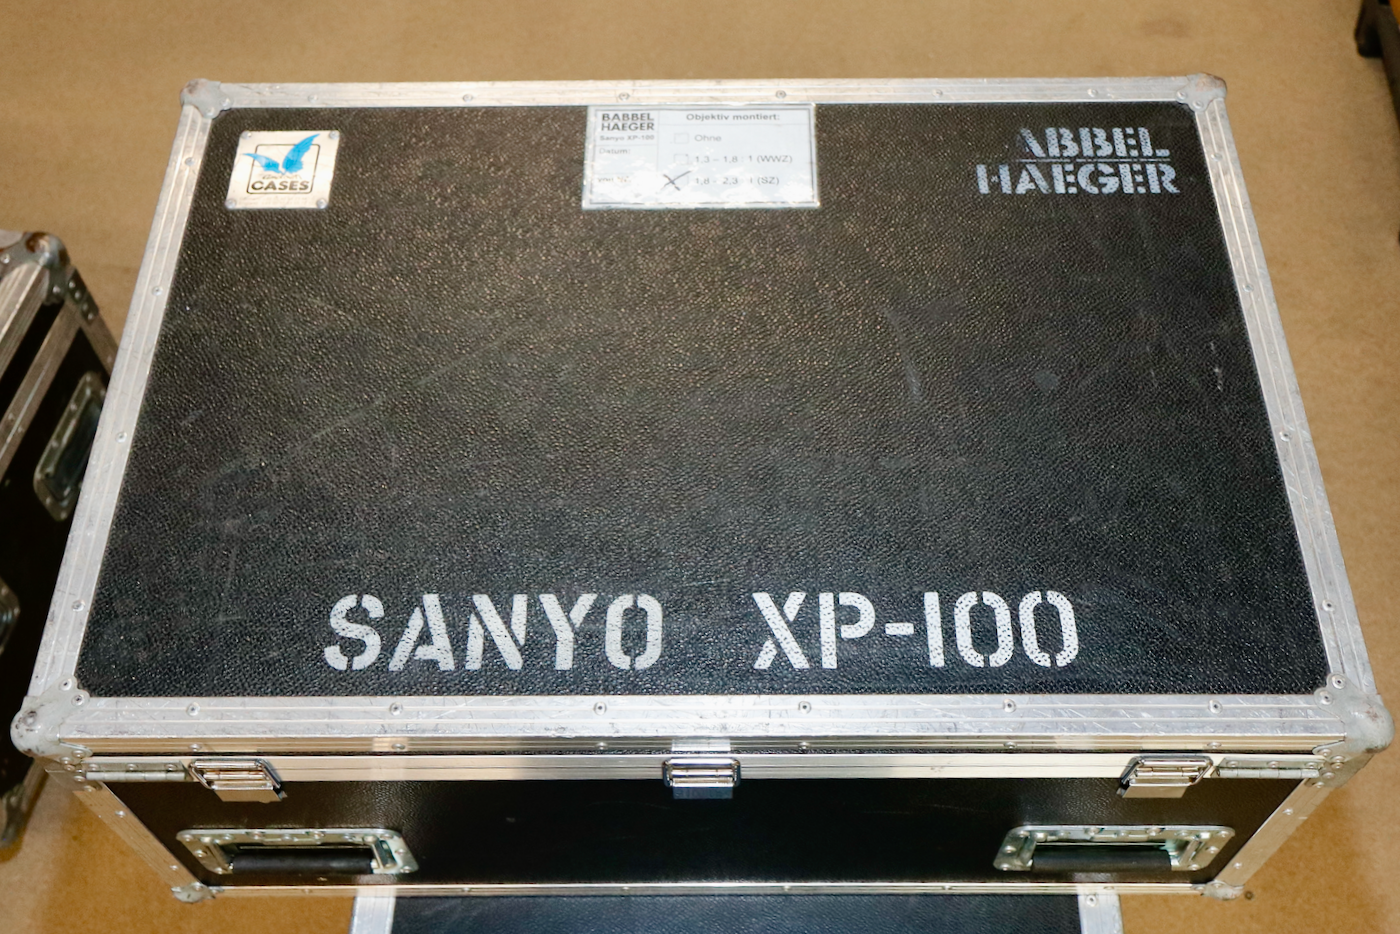 CASES
BABBEL
HAEGER
Sanyo XP-100
Datum:
Objektiv montiert:
Ohne
1,3 – 1,8 : 1 (WWZ)
1,8 - 2,3 : 1 (SZ)
ABBEL
HAEGER
SANYO XP-100